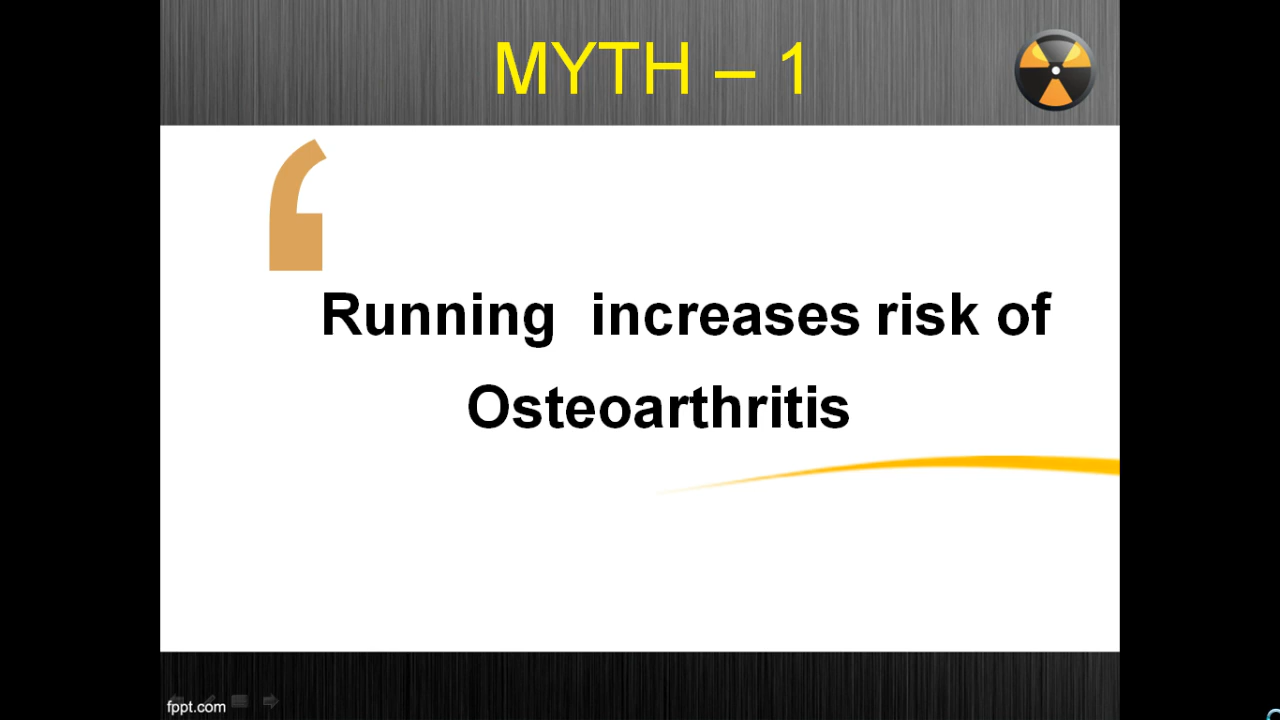 MYTH – 1
‘
Running  increases risk of
Osteoarthritis
fppt.com